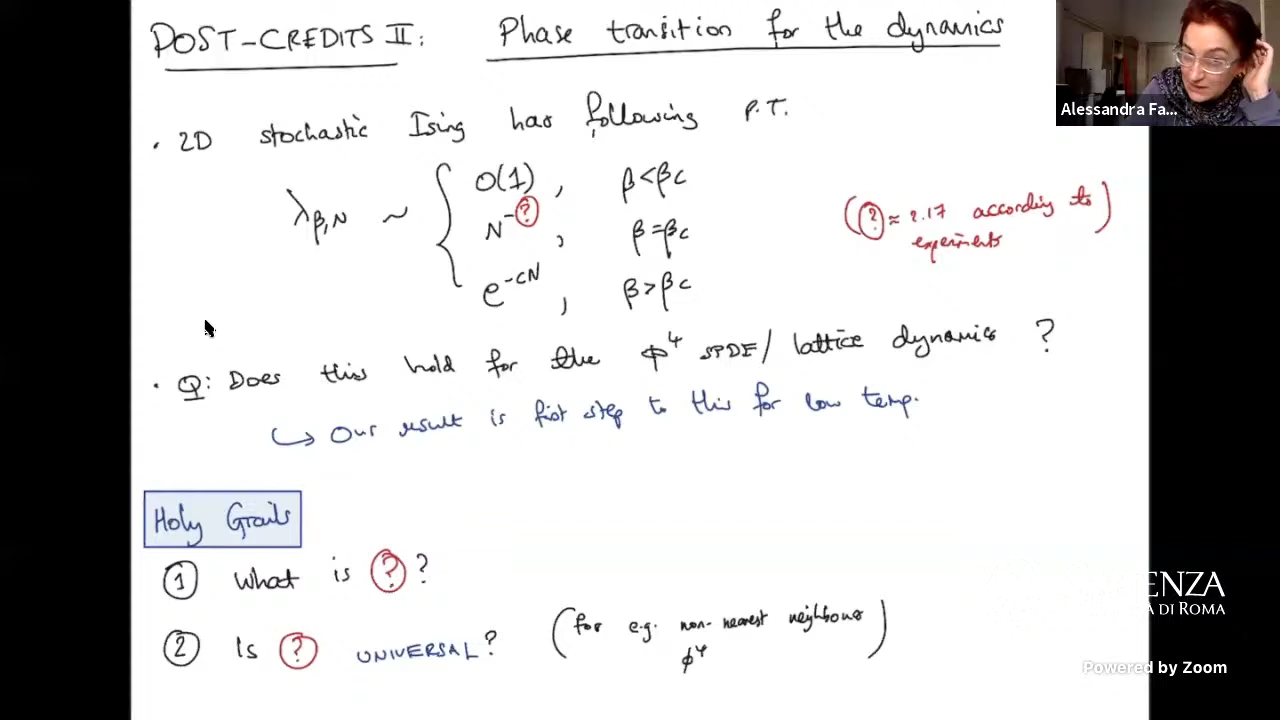 POST-CREDITS II: Phase transition for the dynamics
Alessandra Fa...
• 2D stochastic Ising has following P.T.
λβ,N ~ { O(1), β<βc
N^-?, β=βc
e^-cN, β>βc
(? ≈ 2.17 according to
experiments)
• Q: Does this hold for the ϕ⁴ SPDE/lattice dynamics ?
↪ Our result is first step to this for low temp.
Holy Grails
① What is ? ?
② Is ? UNIVERSAL? (for e.g. non-nearest neighbour
ϕ⁴)
ENZA
À DI ROMA
Powered by Zoom